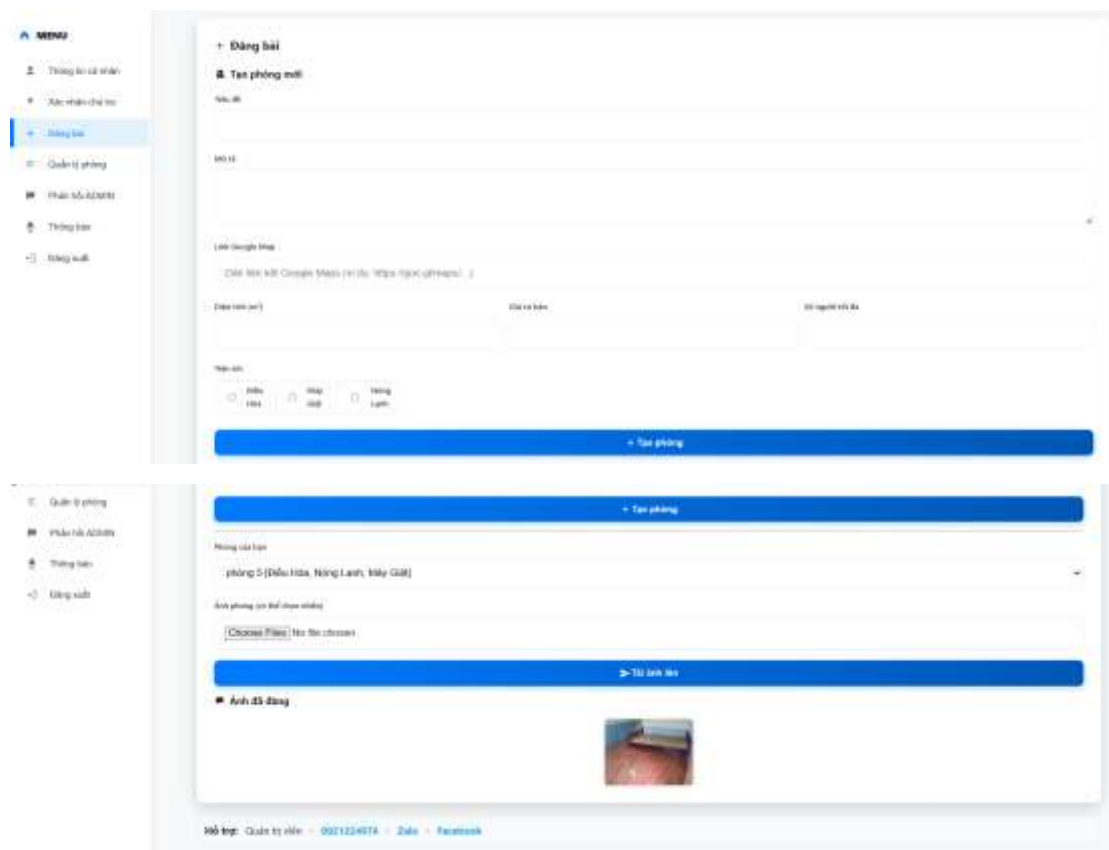 MENU
Thông tin cá nhân
Xác nhận chủ trọ
Đăng bài
Quản lý phòng
Phản hồi ADMIN
Thông báo
Đăng xuất
+ Đăng bài
Tạo phòng mới
Tiêu đề
Mô tả
Link Google Map
Diện tích (m²)
Giá cơ bản
Số người tối đa
Tiện ích
Điều Hòa
Máy Giặt
Nóng Lạnh
+ Tạo phòng
Quản lý phòng
Phản hồi ADMIN
Thông báo
Đăng xuất
+ Tạo phòng
Phòng của bạn
phòng 5 [Điều Hòa, Nóng Lạnh, Máy Giặt]
Ảnh phòng (có thể chọn nhiều)
Choose Files No file chosen
Tải ảnh lên
Ảnh đã đăng
Hỗ trợ: Quản trị viên - 0921224574 - Zalo - Facebook